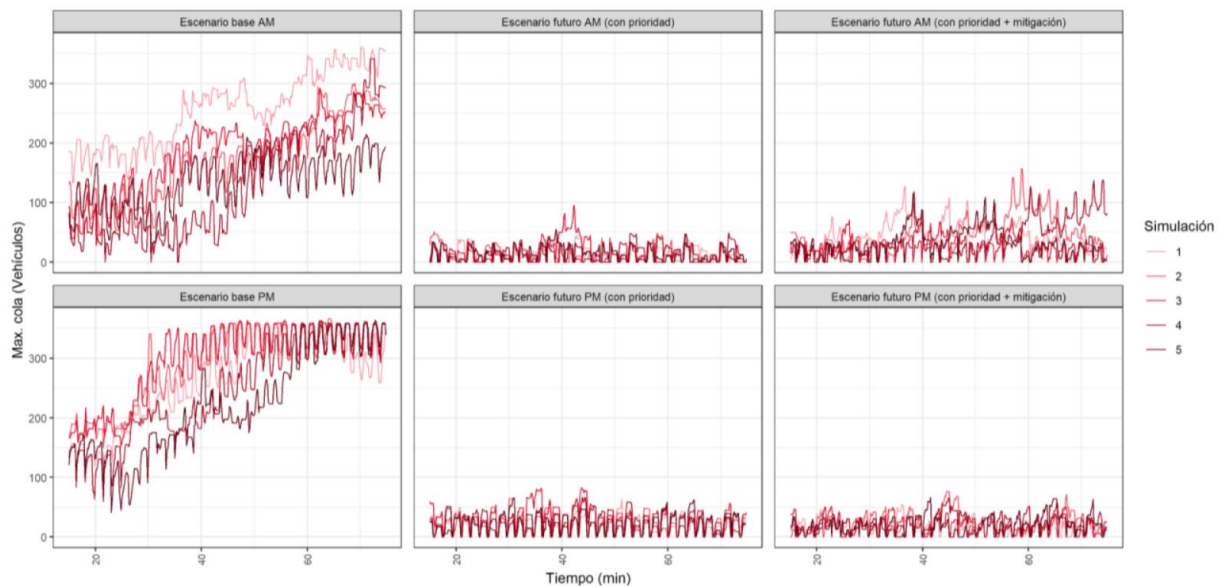 Escenario base AM
Escenario futuro AM (con prioridad)
Escenario futuro AM (con prioridad + mitigación)
300
200
100
0
Escenario base PM
Escenario futuro PM (con prioridad)
Escenario futuro PM (con prioridad + mitigación)
300
200
100
0
Max. cola (Vehículos)
20
40
60
20
40
60
20
40
60
Tiempo (min)
Simulación
1
2
3
4
5